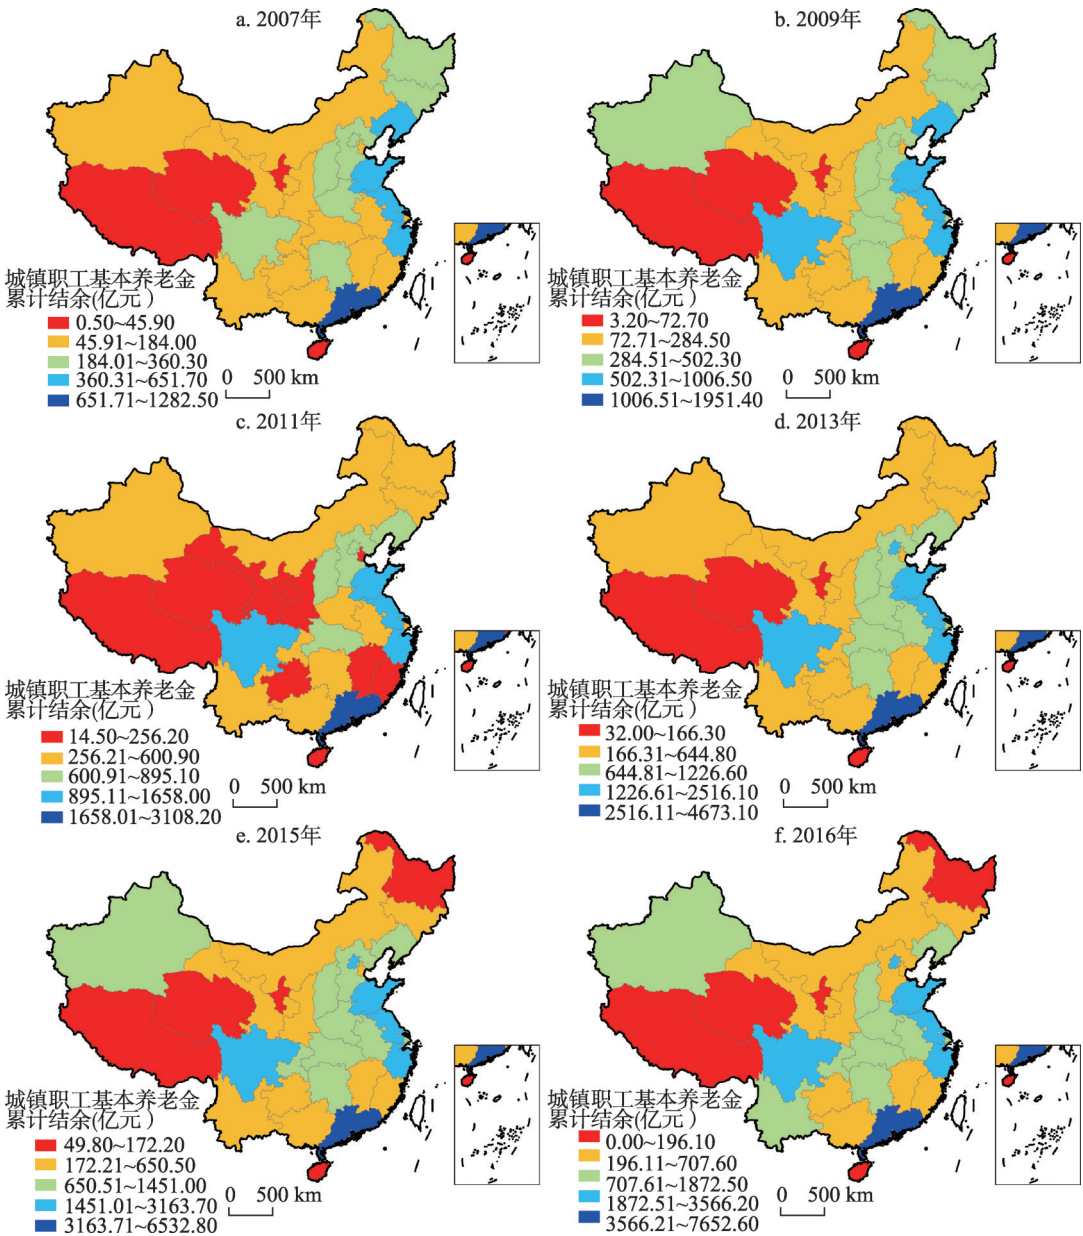 a. 2007年
城镇职工基本养老金
累计结余(亿元)
0.50~45.90
45.91~184.00
184.01~360.30
360.31~651.70
651.71~1282.50
0 500 km
b. 2009年
城镇职工基本养老金
累计结余(亿元)
3.20~72.70
72.71~284.50
284.51~502.30
502.31~1006.50
1006.51~1951.40
0 500 km
c. 2011年
城镇职工基本养老金
累计结余(亿元)
14.50~256.20
256.21~600.90
600.91~895.10
895.11~1658.00
1658.01~3108.20
0 500 km
d. 2013年
城镇职工基本养老金
累计结余(亿元)
32.00~166.30
166.31~644.80
644.81~1226.60
1226.61~2516.10
2516.11~4673.10
0 500 km
e. 2015年
城镇职工基本养老金
累计结余(亿元)
49.80~172.20
172.21~650.50
650.51~1451.00
1451.01~3163.70
3163.71~6532.80
0 500 km
f. 2016年
城镇职工基本养老金
累计结余(亿元)
0.00~196.10
196.11~707.60
707.61~1872.50
1872.51~3566.20
3566.21~7652.60
0 500 km